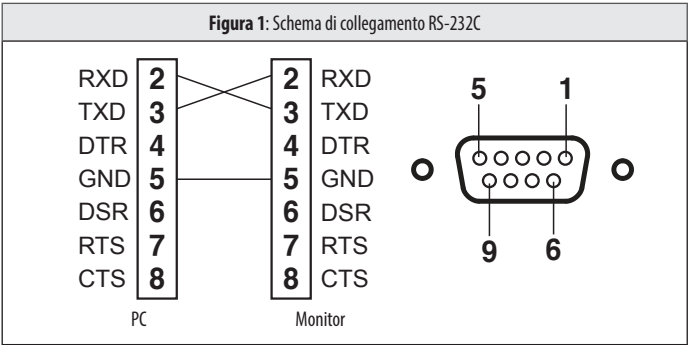 Figura 1: Schema di collegamento RS-232C
RXD 2 2 RXD
TXD 3 3 TXD
DTR 4 4 DTR
GND 5 5 GND
DSR 6 6 DSR
RTS 7 7 RTS
CTS 8 8 CTS
PC Monitor
5 1
9 6